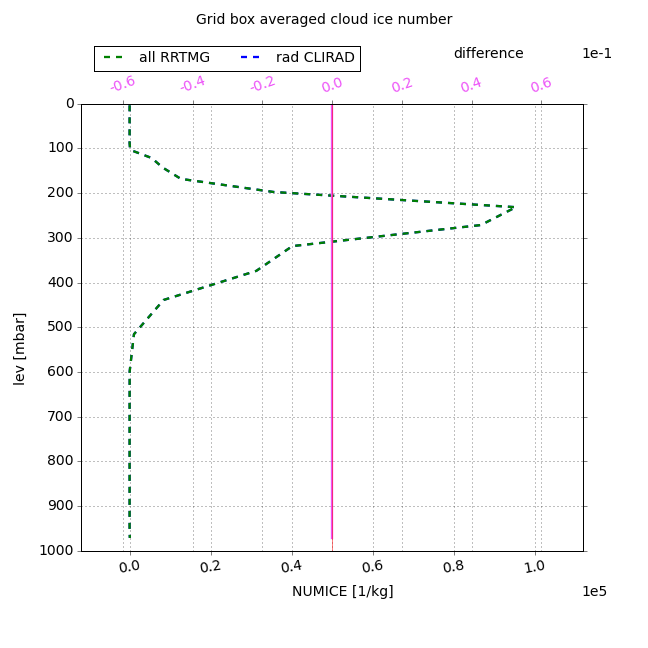 Grid box averaged cloud ice number
all RRTMG rad CLIRAD difference 1e-1
-0.6 -0.4 -0.2 0.0 0.2 0.4 0.6
0
100
200
300
400
500
600
700
800
900
1000
lev [mbar]
0.0 0.2 0.4 0.6 0.8 1.0
NUMICE [1/kg] 1e5